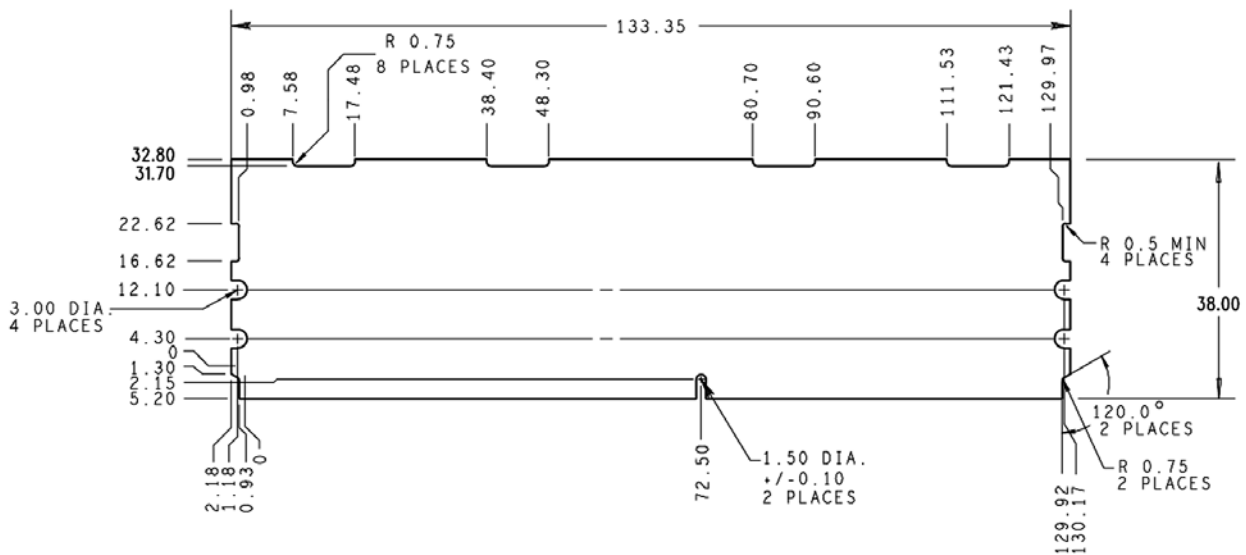 133.35
R 0.75
8 PLACES
0.98
7.58
17.48
38.40
48.30
80.70
90.60
111.53
121.43
129.97
32.80
31.70
22.62
16.62
12.10
4.30
0
1.30
2.15
5.20
3.00 DIA.
4 PLACES
R 0.5 MIN
4 PLACES
38.00
120.0°
2 PLACES
R 0.75
2 PLACES
2.18
1.18
0.93
0
72.50
1.50 DIA.
+/-0.10
2 PLACES
129.92
130.17